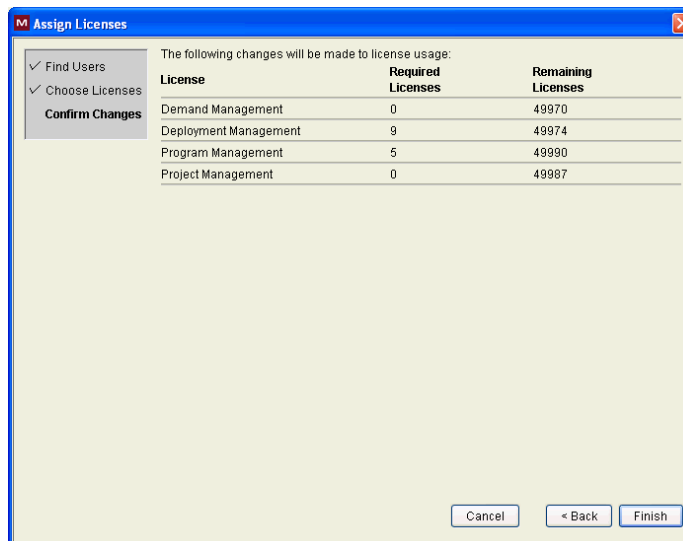 M Assign Licenses
✓ Find Users
✓ Choose Licenses
Confirm Changes
The following changes will be made to license usage:
License Required Licenses Remaining Licenses
Demand Management 0 49970
Deployment Management 9 49974
Program Management 5 49990
Project Management 0 49987
Cancel < Back Finish